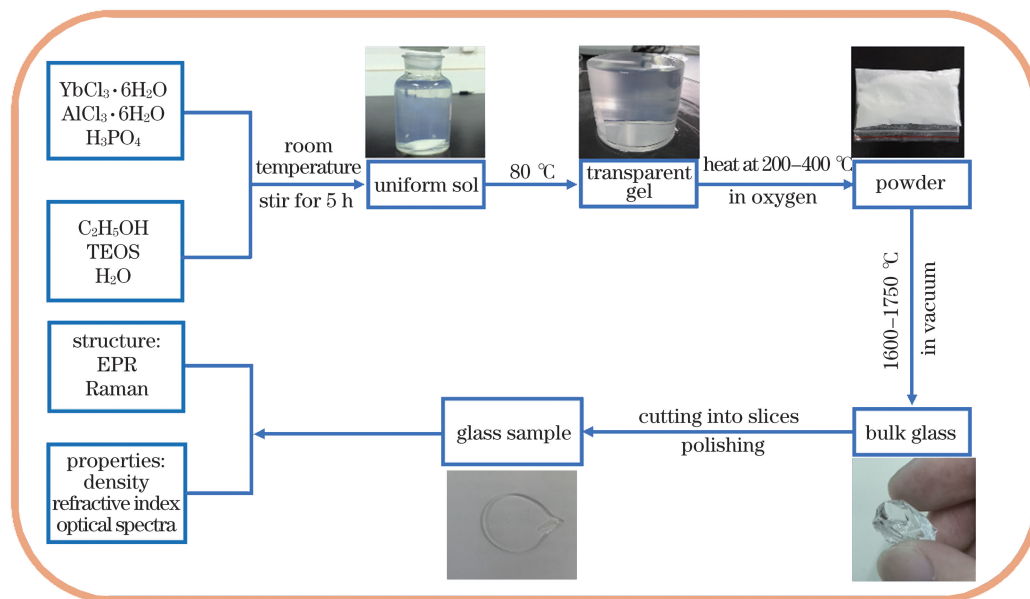 YbCl₃·6H₂O
AlCl₃·6H₂O
H₃PO₄
C₂H₅OH
TEOS
H₂O
room
temperature
stir for 5 h
uniform sol
80 ℃
transparent
gel
heat at 200–400 ℃
in oxygen
powder
1600–1750 ℃
in vacuum
bulk glass
cutting into slices
polishing
glass sample
structure:
EPR
Raman
properties:
density
refractive index
optical spectra